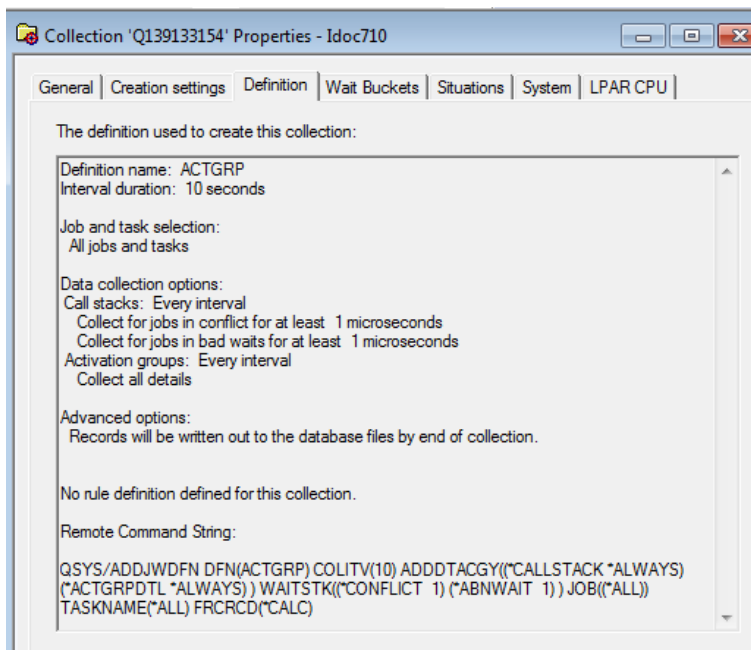 Collection 'Q139133154' Properties - Idoc710
General Creation settings Definition Wait Buckets Situations System LPAR CPU
The definition used to create this collection:
Definition name: ACTGRP
Interval duration: 10 seconds
Job and task selection:
All jobs and tasks
Data collection options:
Call stacks: Every interval
Collect for jobs in conflict for at least 1 microseconds
Collect for jobs in bad waits for at least 1 microseconds
Activation groups: Every interval
Collect all details
Advanced options:
Records will be written out to the database files by end of collection.
No rule definition defined for this collection.
Remote Command String:
QSYS/ADDJWDFN DFN(ACTGRP) COLITV(10) ADDDTACGY((*CALLSTACK *ALWAYS)
(*ACTGRPDTL *ALWAYS) ) WAITSTK((*CONFLICT 1) (*ABNWAIT 1) ) JOB((*ALL))
TASKNAME(*ALL) FRCRCD(*CALC)